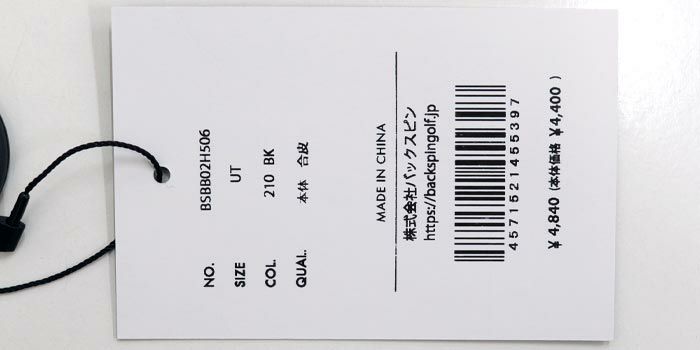 NO. BSBB02H506
SIZE UT
COL. 210 BK
QUAL. 本体 合皮
MADE IN CHINA
株式会社バックスピン
https://backspingolf.jp
4571521455397
¥4,840 (本体価格 ¥4,400 )